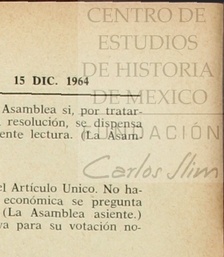 CENTRO DE
ESTUDIOS
DE HISTORIA
DE MEXICO
FUNDACIÓN
Carlos Slim
15 DIC. 1964
Asamblea si, por tratar-
resolución, se dispensa
ente lectura. (La Asam-
el Artículo Unico. No ha-
económica se pregunta
(La Asamblea asiente.)
va para su votación no-